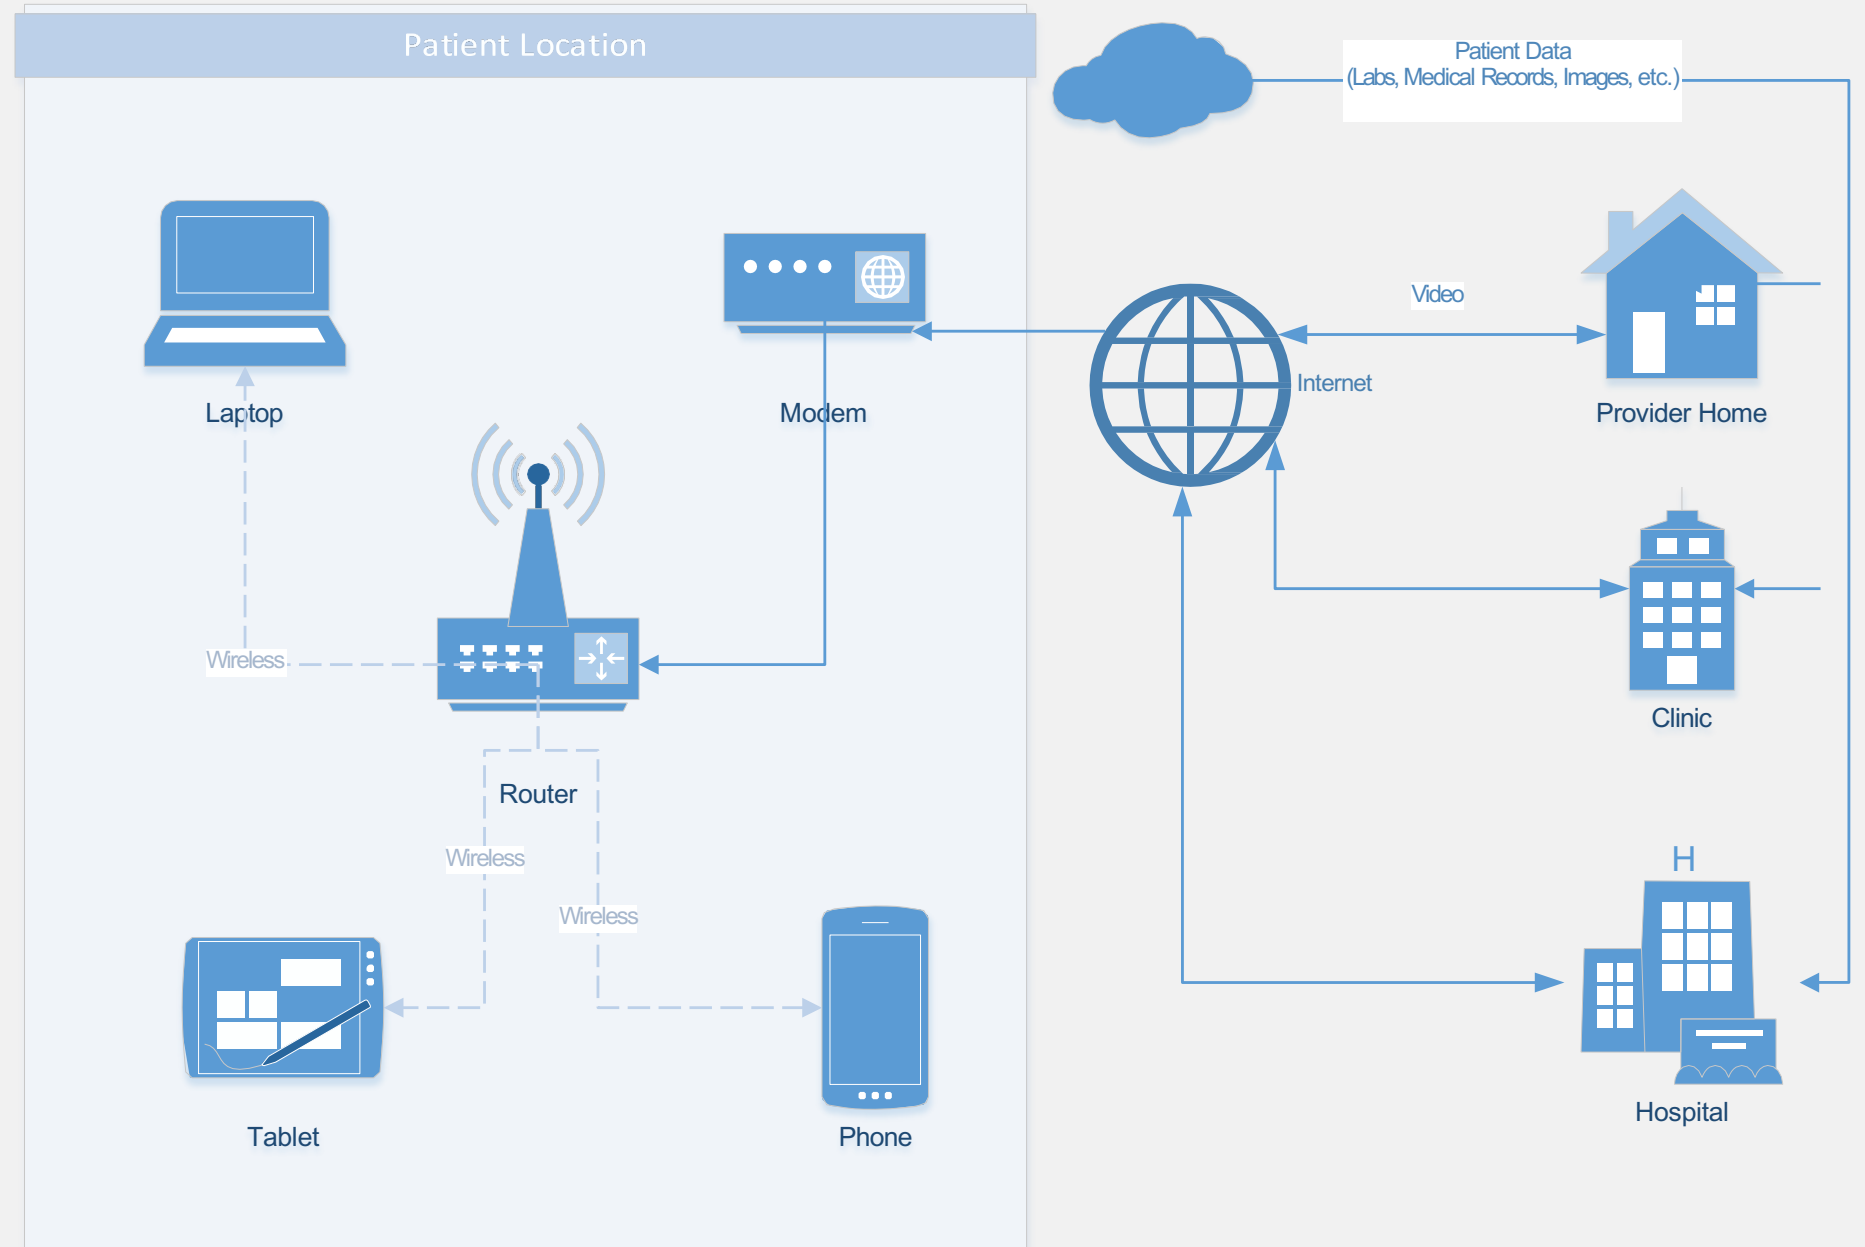 Patient Location
Patient Data
(Labs, Medical Records, Images, etc.)
Video
Internet
Laptop
Modem
Provider Home
Wireless
Clinic
Router
Wireless
H
Wireless
Hospital
Tablet
Phone